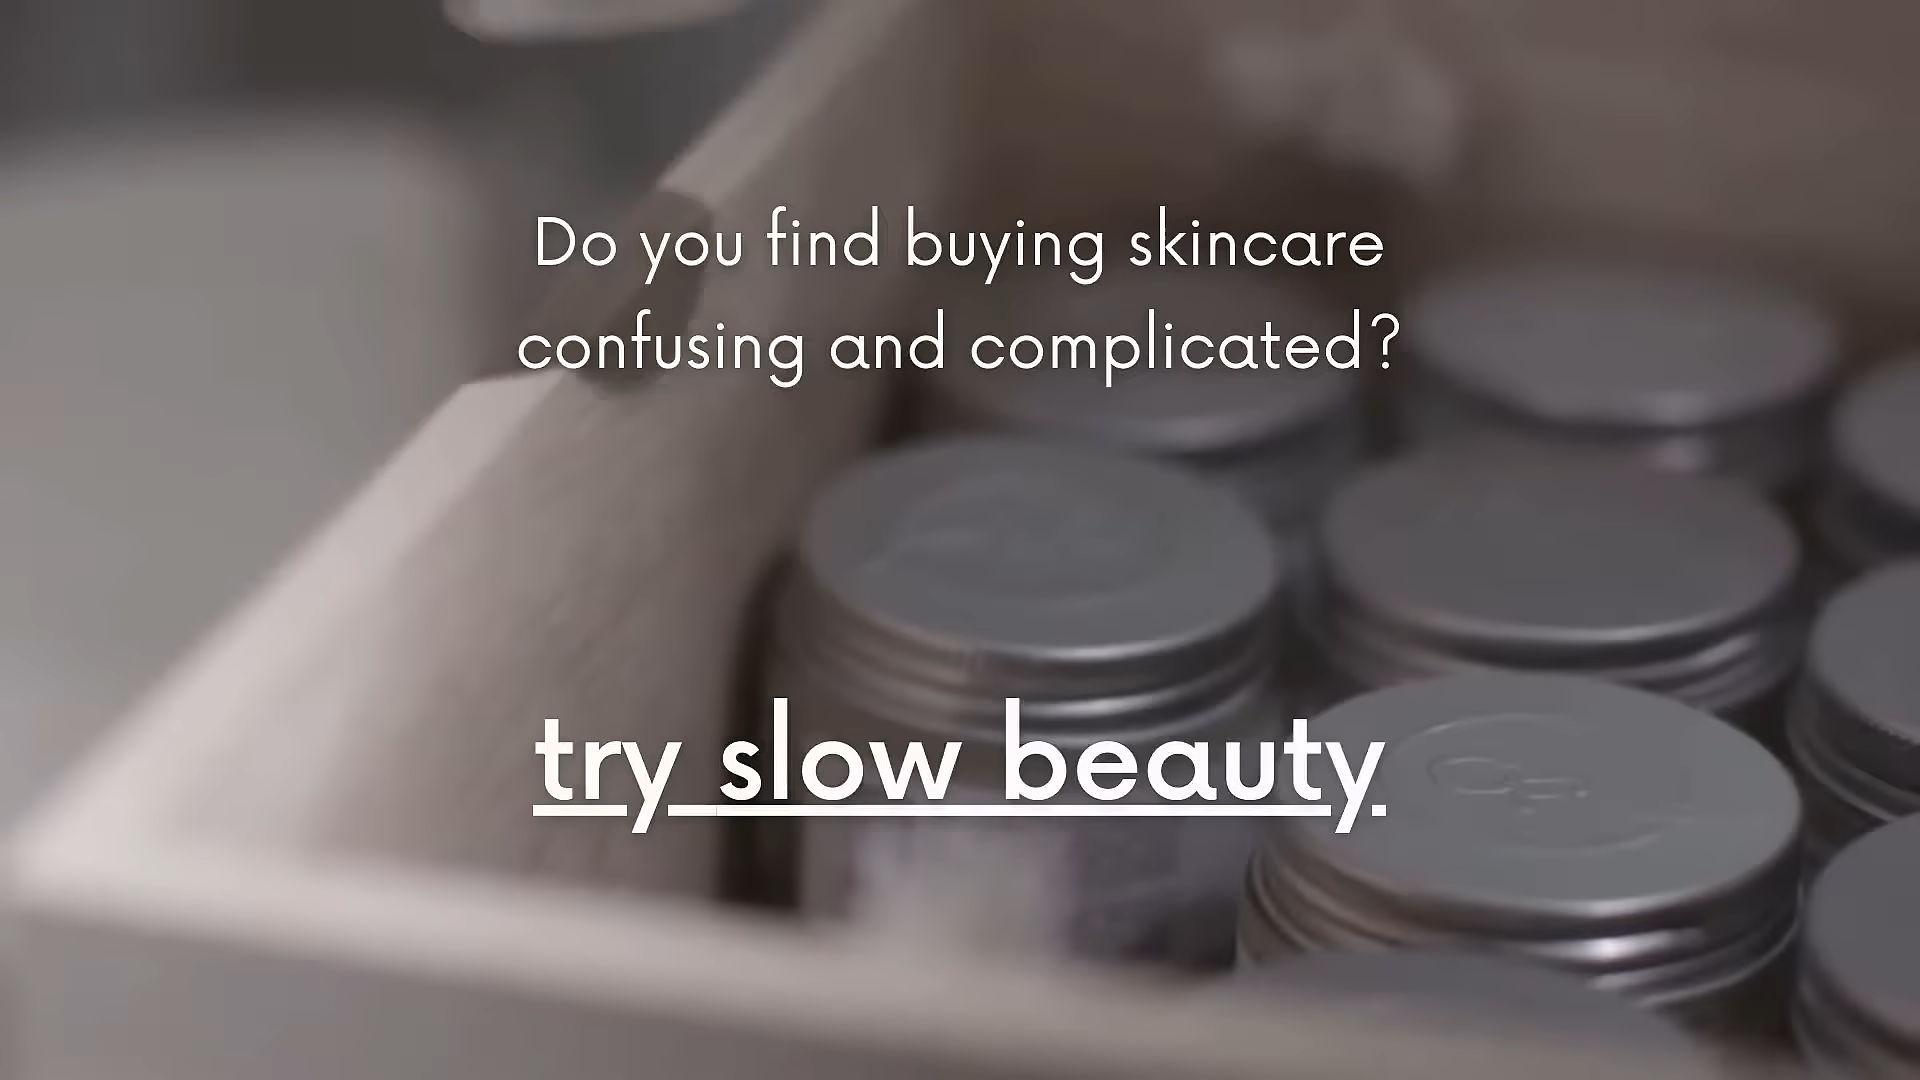 Do you find buying skincare
confusing and complicated?
try slow beauty